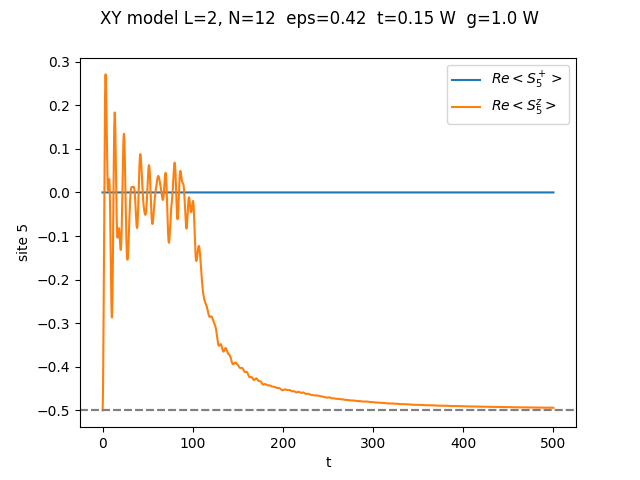 XY model L=2, N=12 eps=0.42 t=0.15 W g=1.0 W
0.3
0.2
0.1
0.0
−0.1
−0.2
−0.3
−0.4
−0.5
site 5
Re < S₅⁺ >
Re < S₅ᶻ >
0 100 200 300 400 500
t